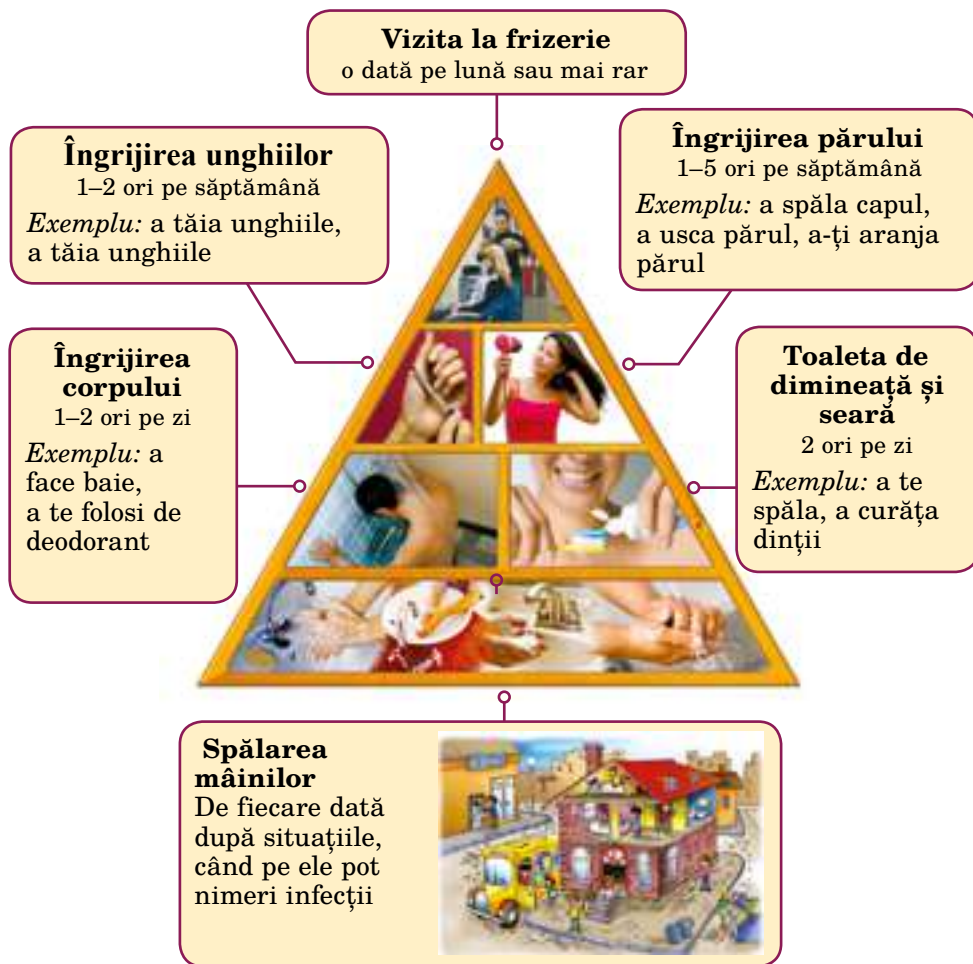 Vizita la frizerie
o dată pe lună sau mai rar
Îngrijirea unghiilor
1–2 ori pe săptămână
Exemplu: a tăia unghiile,
a tăia unghiile
Îngrijirea părului
1–5 ori pe săptămână
Exemplu: a spăla capul,
a usca părul, a-ți aranja
părul
Îngrijirea
corpului
1–2 ori pe zi
Exemplu: a
face baie,
a te folosi de
deodorant
Toaleta de
dimineață și
seară
2 ori pe zi
Exemplu: a te
spăla, a curăța
dinții
Spălarea
mâinilor
De fiecare dată
după situațiile,
când pe ele pot
nimeri infecții